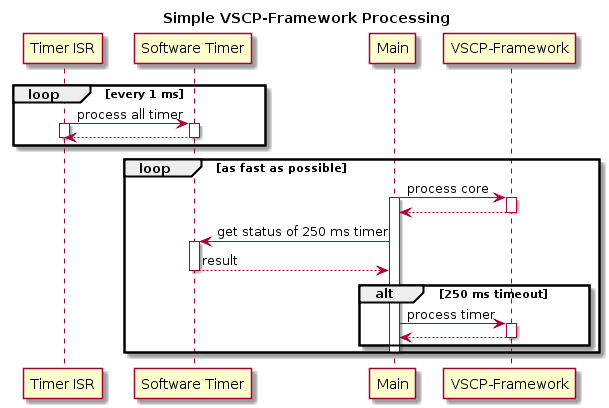 Simple VSCP-Framework Processing
Timer ISR
Software Timer
Main
VSCP-Framework
loop
[every 1 ms]
process all timer
loop
[as fast as possible]
process core
get status of 250 ms timer
result
alt
[250 ms timeout]
process timer
Timer ISR
Software Timer
Main
VSCP-Framework